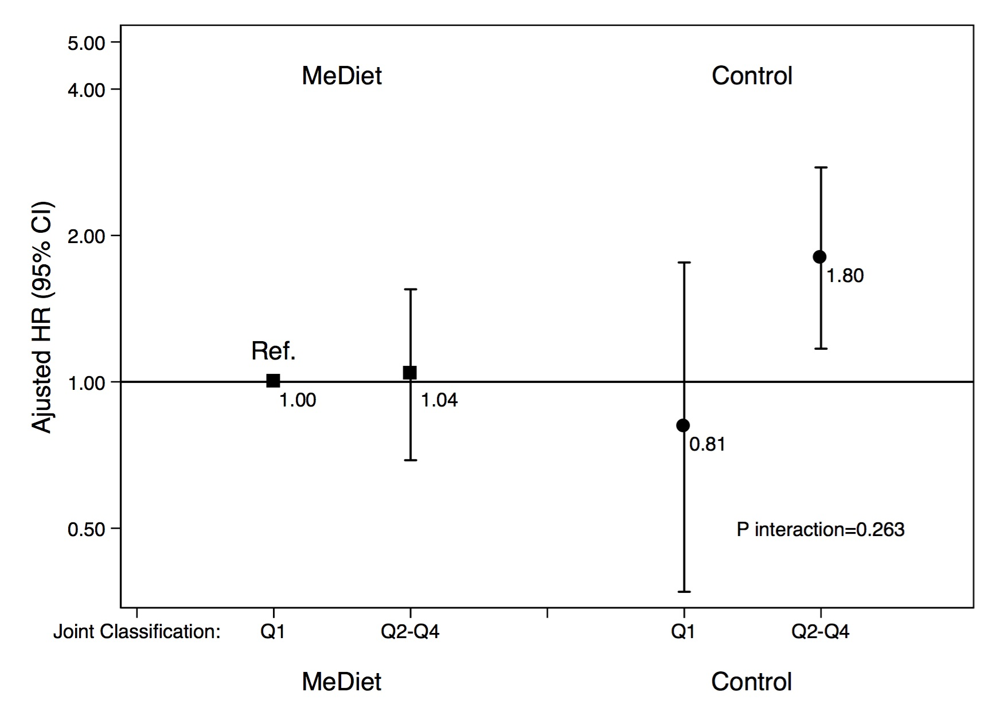 5.00
MeDiet Control
4.00
2.00
1.80
Ajusted HR (95% CI)
Ref.
1.00
1.00 1.04
0.81
0.50
P interaction=0.263
Joint Classification: Q1 Q2-Q4 Q1 Q2-Q4
MeDiet Control